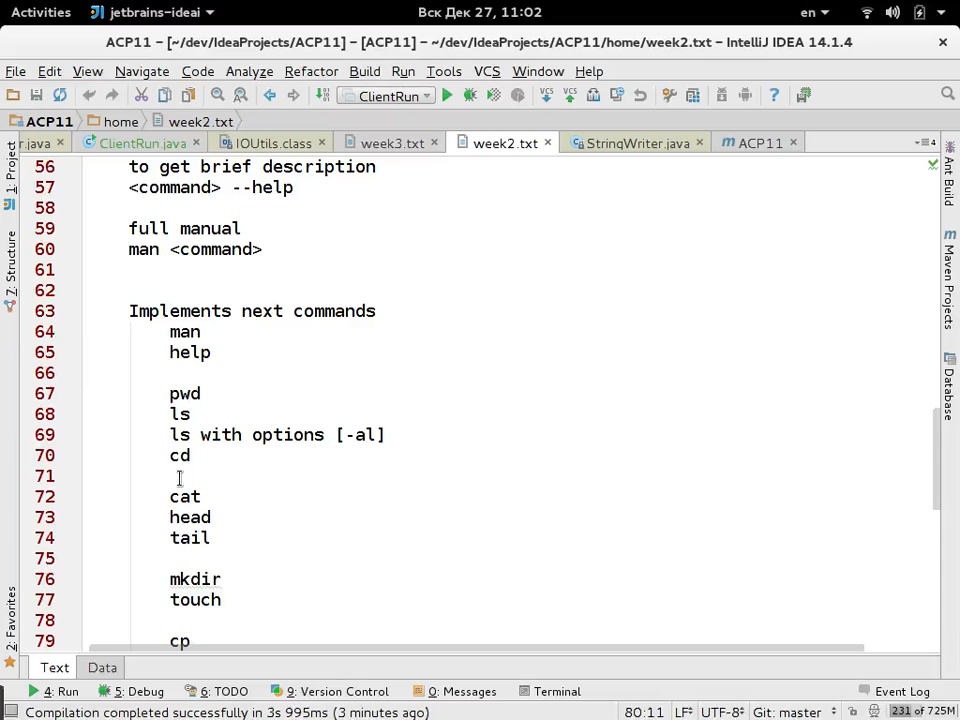 Activities jetbrains-ideai Вск Дек 27, 11:02 en
ACP11 – [~/dev/IdeaProjects/ACP11] – [ACP11] – ~/dev/IdeaProjects/ACP11/home/week2.txt – IntelliJ IDEA 14.1.4
File Edit View Navigate Code Analyze Refactor Build Run Tools VCS Window Help
ClientRun VCS VCS
ACP11 home week2.txt
r.java ClientRun.java IOUtils.class week3.txt week2.txt StringWriter.java ACP11 4
1: Project
7: Structure
2: Favorites
56 to get brief description
57 <command> --help
58
59 full manual
60 man <command>
61
62
63 Implements next commands
64 man
65 help
66
67 pwd
68 ls
69 ls with options [-al]
70 cd
71
72 cat
73 head
74 tail
75
76 mkdir
77 touch
78
79 cp
Ant Build
Maven Projects
Database
Text Data
4: Run 5: Debug 6: TODO 9: Version Control 0: Messages Terminal Event Log
Compilation completed successfully in 3s 995ms (3 minutes ago) 80:11 LF UTF-8 Git: master 231 of 725M